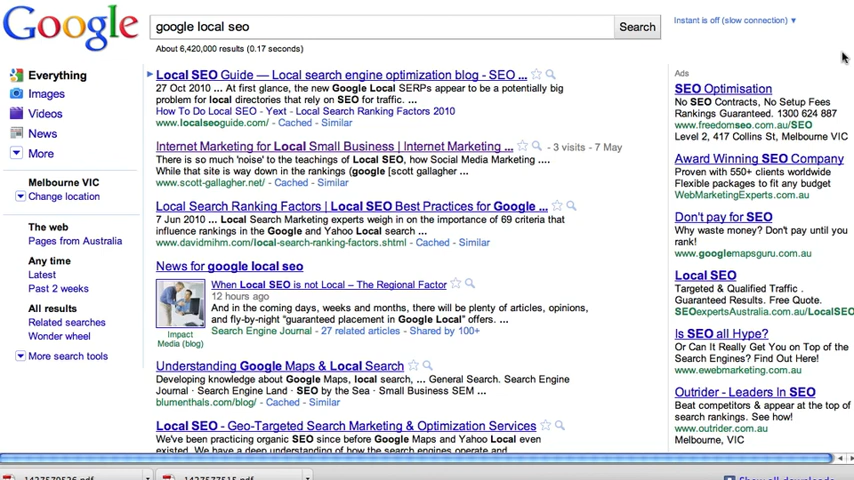 Google
google local seo
Search
Instant is off (slow connection) ▼
About 6,420,000 results (0.17 seconds)
Everything
Images
Videos
News
More
Melbourne VIC
Change location
The web
Pages from Australia
Any time
Latest
Past 2 weeks
All results
Related searches
Wonder wheel
More search tools
Local SEO Guide — Local search engine optimization blog - SEO ...
27 Oct 2010 ... At first glance, the new Google Local SERPs appear to be a potentially big
problem for local directories that rely on SEO for traffic. ...
How To Do Local SEO - Yext - Local Search Ranking Factors 2010
www.localseoguide.com/ - Cached - Similar
Internet Marketing for Local Small Business | Internet Marketing ... - 3 visits - 7 May
There is so much 'noise' to the teachings of Local SEO, how Social Media Marketing ....
While that site is way down in the rankings (google [scott gallagher ...
www.scott-gallagher.net/ - Cached - Similar
Local Search Ranking Factors | Local SEO Best Practices for Google ...
7 Jun 2010 ... Local Search Marketing experts weigh in on the importance of 69 criteria that
influence rankings in the Google and Yahoo Local search ...
www.davidmihm.com/local-search-ranking-factors.shtml - Cached - Similar
News for google local seo
When Local SEO is not Local – The Regional Factor
12 hours ago
And in the coming days, weeks and months, there will be plenty of articles, opinions,
and fly-by-night "guaranteed placement in Google Local" offers. ...
Search Engine Journal - 27 related articles - Shared by 100+
Impact
Media (blog)
Understanding Google Maps & Local Search
Developing knowledge about Google Maps, local search, ... General Search. Search Engine
Journal · Search Engine Land · SEO by the Sea · Small Business SEM ...
blumenthals.com/blog/ - Cached - Similar
Local SEO - Geo-Targeted Search Marketing & Optimization Services
We've been practicing organic SEO since before Google Maps and Yahoo Local even
existed. We have a deep understanding of how the search engines operate and
Ads
SEO Optimisation
No SEO Contracts, No Setup Fees
Rankings Guaranteed. 1300 624 887
www.freedomseo.com.au/SEO
Level 2, 417 Collins St, Melbourne VIC
Award Winning SEO Company
Proven with 550+ clients worldwide
Flexible packages to fit any budget
WebMarketingExperts.com.au
Don't pay for SEO
Why waste money? Don't pay until you
rank!
www.googlemapsguru.com.au
Local SEO
Targeted & Qualified Traffic .
Guaranteed Results. Free Quote.
SEOexpertsAustralia.com.au/LocalSEO
Is SEO all Hype?
Or Can It Really Get You on Top of the
Search Engines? Find Out Here!
www.ewebmarketing.com.au
Outrider - Leaders In SEO
Beat competitors & appear at the top of
search rankings. See how!
www.outrider.com.au
Melbourne, VIC
Show all downloads